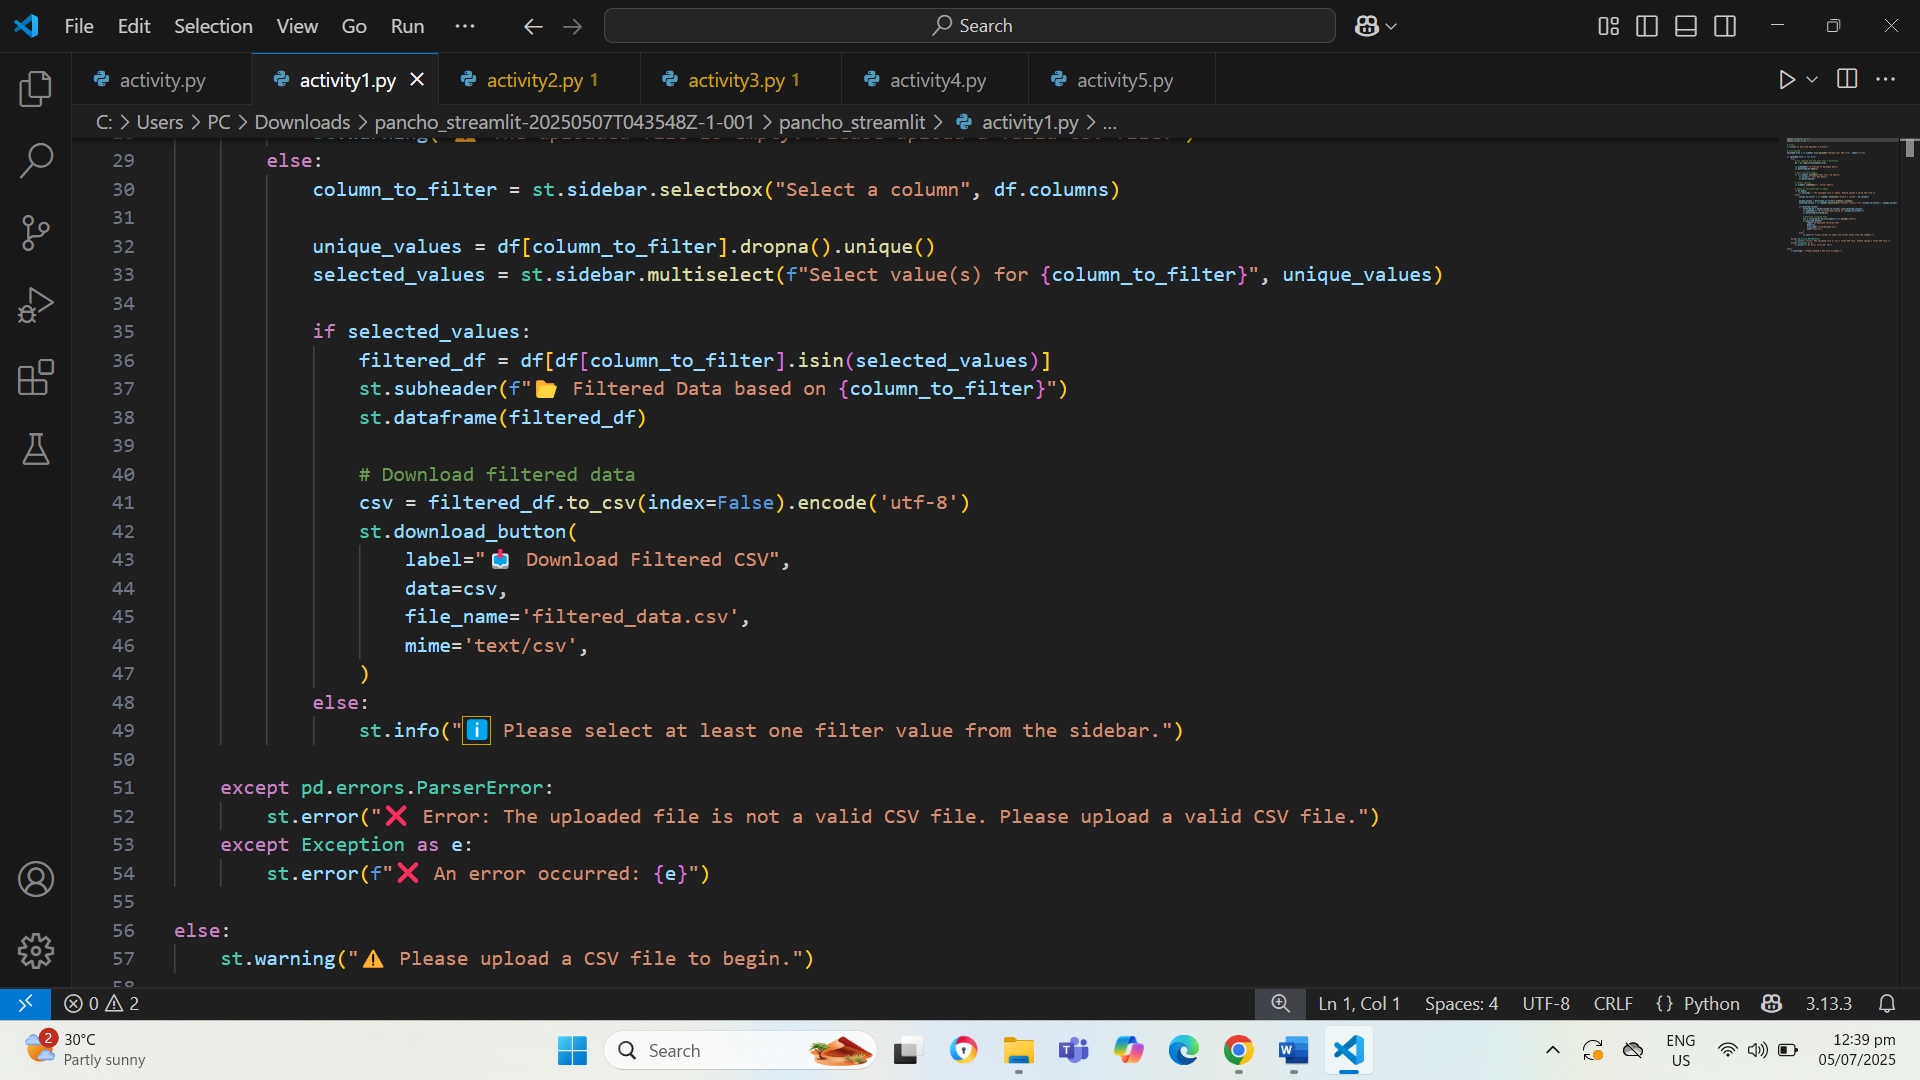 File Edit Selection View Go Run ··· Search
activity.py activity1.py activity2.py 1 activity3.py 1 activity4.py activity5.py
C: > Users > PC > Downloads > pancho_streamlit-20250507T043548Z-1-001 > pancho_streamlit > activity1.py > ...
29 else:
30 column_to_filter = st.sidebar.selectbox("Select a column", df.columns)
31
32 unique_values = df[column_to_filter].dropna().unique()
33 selected_values = st.sidebar.multiselect(f"Select value(s) for {column_to_filter}", unique_values)
34
35 if selected_values:
36 filtered_df = df[df[column_to_filter].isin(selected_values)]
37 st.subheader(f"📂 Filtered Data based on {column_to_filter}")
38 st.dataframe(filtered_df)
39
40 # Download filtered data
41 csv = filtered_df.to_csv(index=False).encode('utf-8')
42 st.download_button(
43 label="📥 Download Filtered CSV",
44 data=csv,
45 file_name='filtered_data.csv',
46 mime='text/csv',
47 )
48 else:
49 st.info("ℹ️ Please select at least one filter value from the sidebar.")
50
51 except pd.errors.ParserError:
52 st.error("❌ Error: The uploaded file is not a valid CSV file. Please upload a valid CSV file.")
53 except Exception as e:
54 st.error(f"❌ An error occurred: {e}")
55
56 else:
57 st.warning("⚠️ Please upload a CSV file to begin.")
0 2 Ln 1, Col 1 Spaces: 4 UTF-8 CRLF {} Python 3.13.3
2 30°C
Partly sunny
Search
ENG
US
12:39 pm
05/07/2025